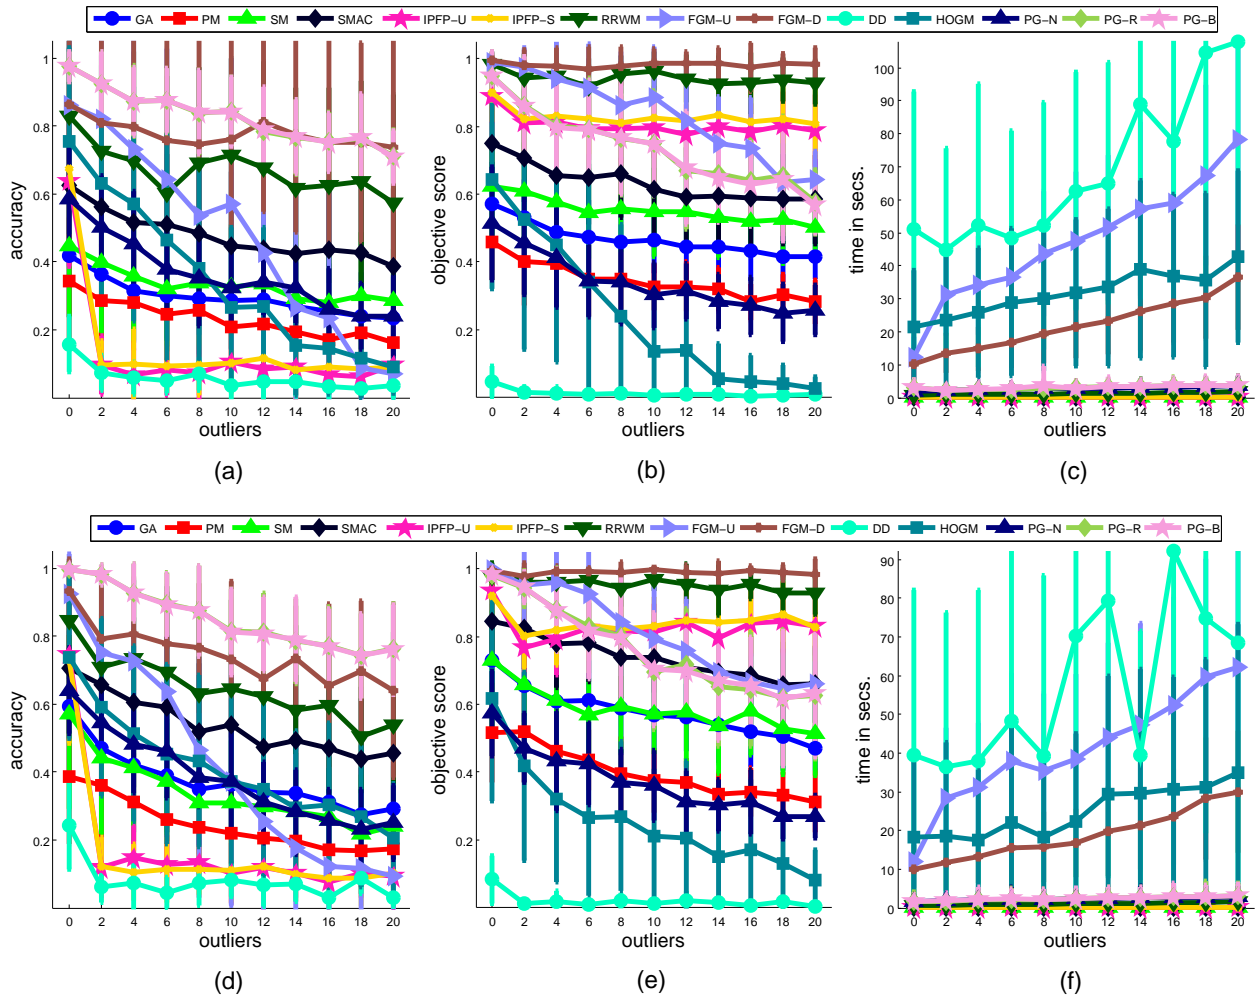 GA PM SM SMAC IPFP-U IPFP-S RRWM FGM-U FGM-D DD HOGM PG-N PG-R PG-B
1
0.8
0.6
0.4
0.2
accuracy
0 2 4 6 8 10 12 14 16 18 20
outliers
(a)
1
0.8
0.6
0.4
0.2
objective score
0 2 4 6 8 10 12 14 16 18 20
outliers
(b)
100
90
80
70
60
50
40
30
20
10
0
time in secs.
0 2 4 6 8 10 12 14 16 18 20
outliers
(c)
GA PM SM SMAC IPFP-U IPFP-S RRWM FGM-U FGM-D DD HOGM PG-N PG-R PG-B
1
0.8
0.6
0.4
0.2
accuracy
0 2 4 6 8 10 12 14 16 18 20
outliers
(d)
1
0.8
0.6
0.4
0.2
objective score
0 2 4 6 8 10 12 14 16 18 20
outliers
(e)
90
80
70
60
50
40
30
20
10
0
time in secs.
0 2 4 6 8 10 12 14 16 18 20
outliers
(f)